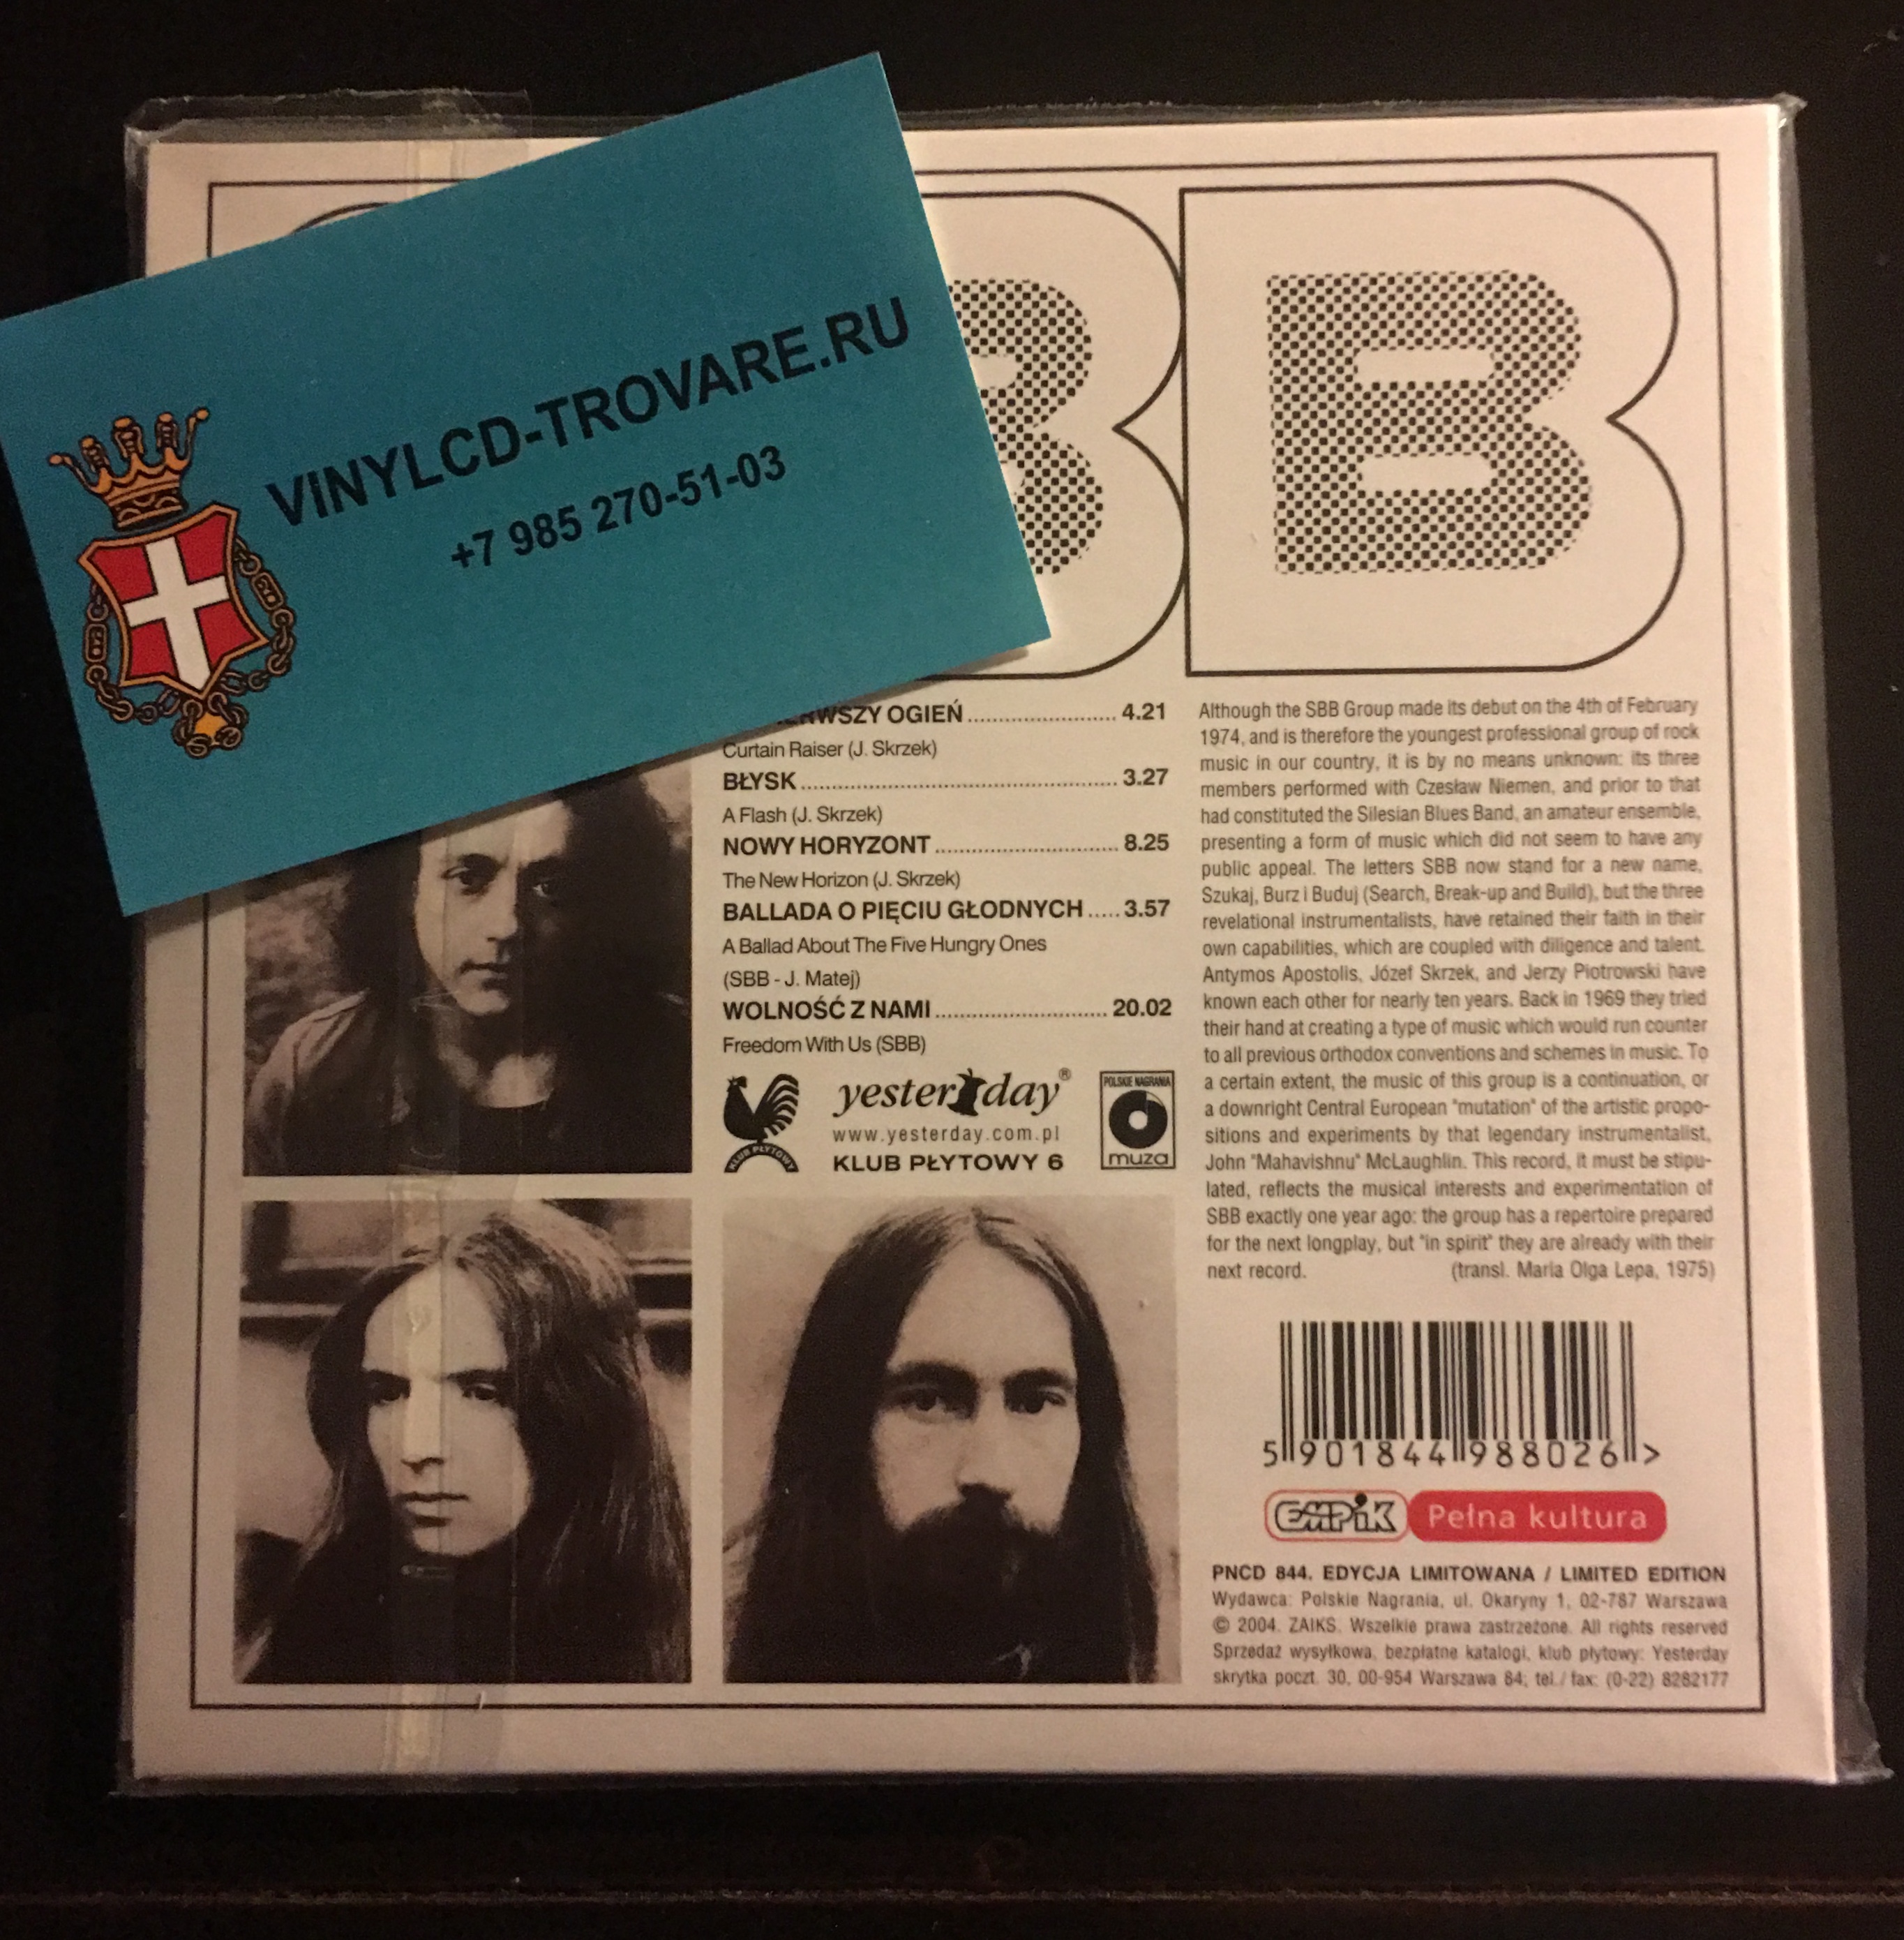 VINYLCD-TROVARE.RU
+7 985 270-51-03
BB
OGIEŃ ........................ 4.21
Curtain Raiser (J. Skrzek)
BŁYSK .................................................. 3.27
A Flash (J. Skrzek)
NOWY HORYZONT ............................. 8.25
The New Horizon (J. Skrzek)
BALLADA O PIĘCIU GŁODNYCH ..... 3.57
A Ballad About The Five Hungry Ones
(SBB - J. Matej)
WOLNOŚĆ Z NAMI ........................... 20.02
Freedom With Us (SBB)
KLUB PŁYTOWY
yesterday®
www.yesterday.com.pl
KLUB PŁYTOWY 6
POLSKIE NAGRANIA
muza
Although the SBB Group made its debut on the 4th of February
1974, and is therefore the youngest professional group of rock
music in our country, it is by no means unknown: its three
members performed with Czesław Niemen, and prior to that
had constituted the Silesian Blues Band, an amateur ensemble,
presenting a form of music which did not seem to have any
public appeal. The letters SBB now stand for a new name,
Szukaj, Burz i Buduj (Search, Break-up and Build), but the three
revelational instrumentalists, have retained their faith in their
own capabilities, which are coupled with diligence and talent.
Antymos Apostolis, Józef Skrzek, and Jerzy Piotrowski have
known each other for nearly ten years. Back in 1969 they tried
their hand at creating a type of music which would run counter
to all previous orthodox conventions and schemes in music. To
a certain extent, the music of this group is a continuation, or
a downright Central European "mutation" of the artistic propo-
sitions and experiments by that legendary instrumentalist,
John "Mahavishnu" McLaughlin. This record, it must be stipu-
lated, reflects the musical interests and experimentation of
SBB exactly one year ago: the group has a repertoire prepared
for the next longplay, but "in spirit" they are already with their
next record. (transl. Maria Olga Lepa, 1975)
5 901844 988026 >
EMPiK Pełna kultura
PNCD 844. EDYCJA LIMITOWANA / LIMITED EDITION
Wydawca: Polskie Nagrania, ul. Okaryny 1, 02-787 Warszawa
© 2004. ZAIKS. Wszelkie prawa zastrzeżone. All rights reserved
Sprzedaż wysyłkowa, bezpłatne katalogi, klub płytowy: Yesterday
skrytka poczt. 30, 00-954 Warszawa 84; tel./ fax: (0-22) 8282177